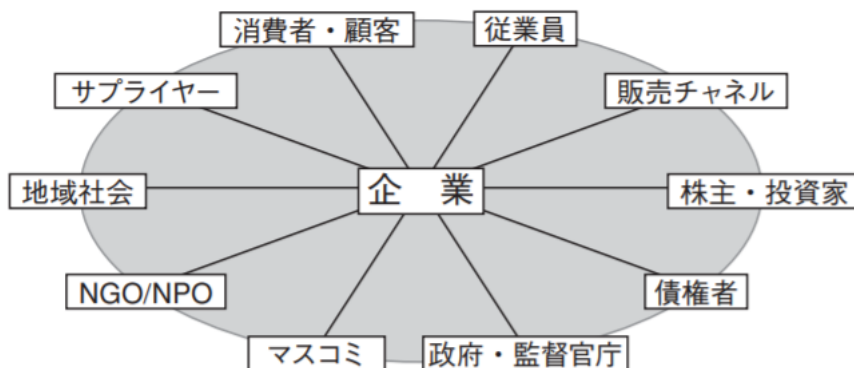 消費者・顧客
従業員
サプライヤー
販売チャネル
地域社会
企　業
株主・投資家
NGO/NPO
債権者
マスコミ
政府・監督官庁